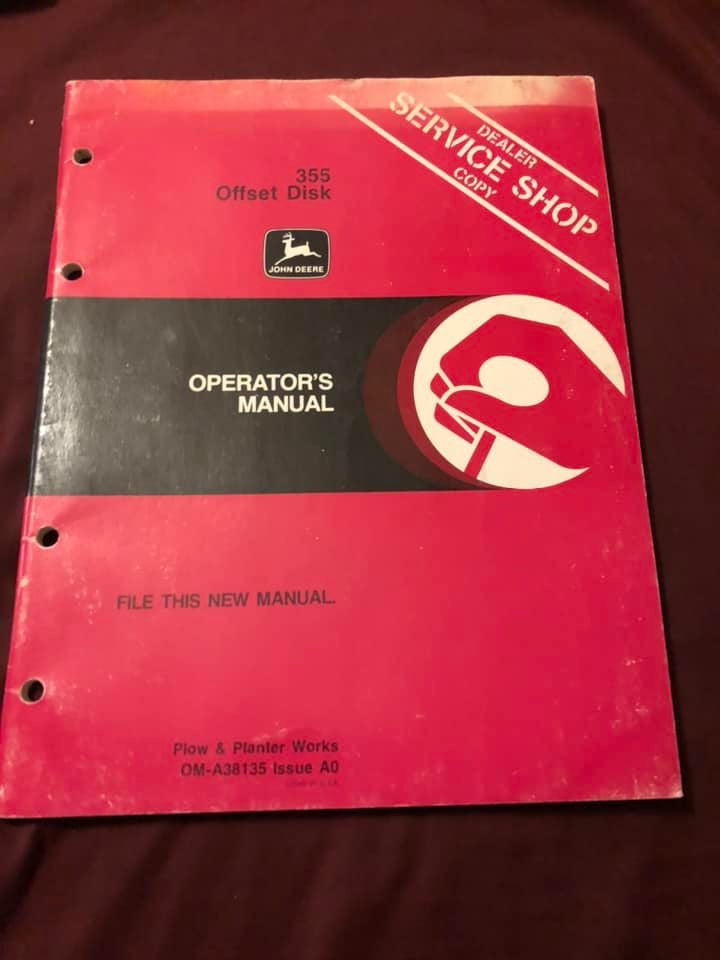 DEALER
SERVICE SHOP
COPY
355
Offset Disk
JOHN DEERE
OPERATOR'S
MANUAL
FILE THIS NEW MANUAL.
Plow & Planter Works
OM-A38135 Issue A0